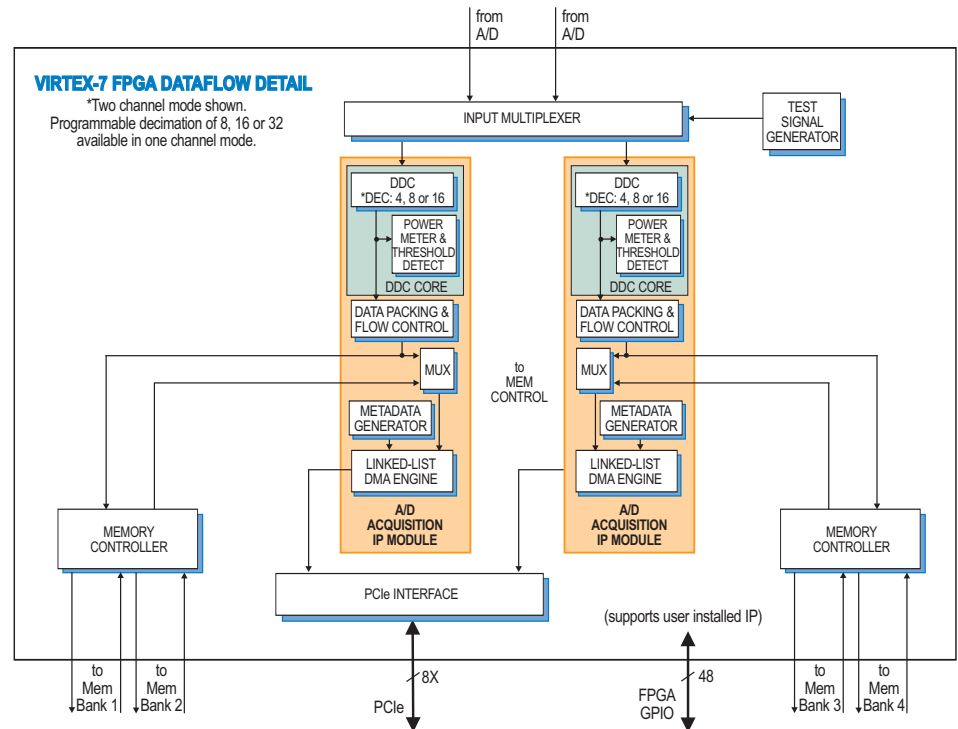 from
A/D
from
A/D
VIRTEX-7 FPGA DATAFLOW DETAIL
*Two channel mode shown.
Programmable decimation of 8, 16 or 32
available in one channel mode.
INPUT MULTIPLEXER
TEST
SIGNAL
GENERATOR
DDC
*DEC: 4, 8 or 16
POWER
METER &
THRESHOLD
DETECT
DDC CORE
DATA PACKING &
FLOW CONTROL
MUX
METADATA
GENERATOR
LINKED-LIST
DMA ENGINE
A/D
ACQUISITION
IP MODULE
to
MEM
CONTROL
DDC
*DEC: 4, 8 or 16
POWER
METER &
THRESHOLD
DETECT
DDC CORE
DATA PACKING &
FLOW CONTROL
MUX
METADATA
GENERATOR
LINKED-LIST
DMA ENGINE
A/D
ACQUISITION
IP MODULE
MEMORY
CONTROLLER
MEMORY
CONTROLLER
PCIe INTERFACE
(supports user installed IP)
to
Mem
Bank 1
to
Mem
Bank 2
8X
PCIe
48
FPGA
GPIO
to
Mem
Bank 3
to
Mem
Bank 4